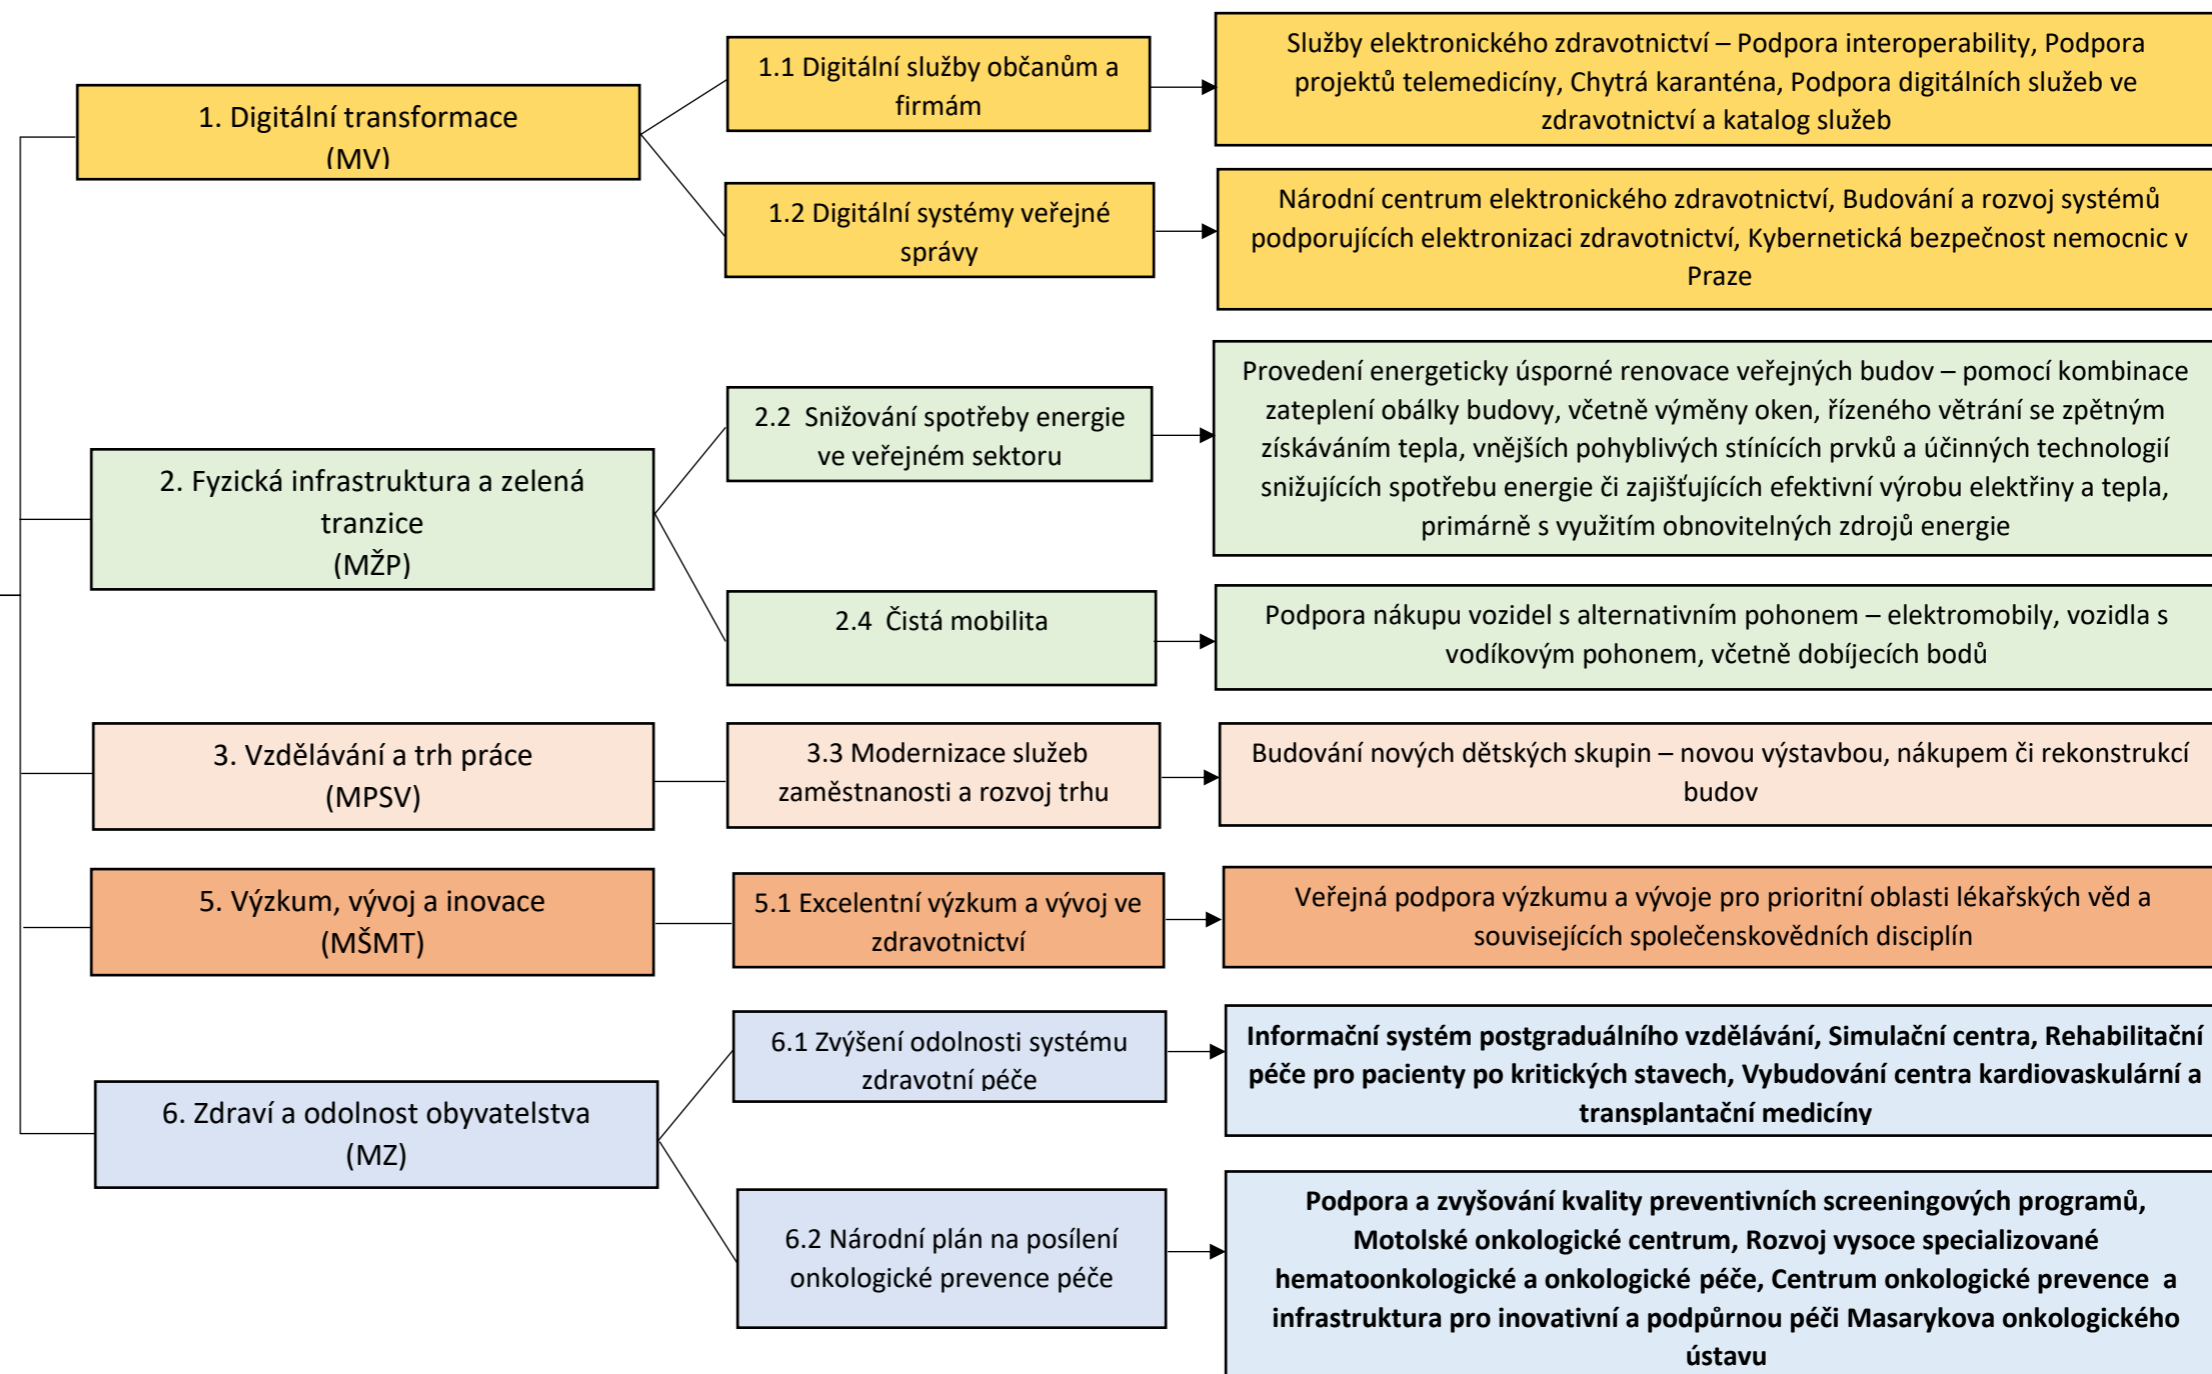 1. Digitální transformace
(MV)
1.1 Digitální služby občanům a
firmám
Služby elektronického zdravotnictví – Podpora interoperability, Podpora
projektů telemedicíny, Chytrá karanténa, Podpora digitálních služeb ve
zdravotnictví a katalog služeb
1.2 Digitální systémy veřejné
správy
Národní centrum elektronického zdravotnictví, Budování a rozvoj systémů
podporujících elektronizaci zdravotnictví, Kybernetická bezpečnost nemocnic v
Praze
2. Fyzická infrastruktura a zelená
tranzice
(MŽP)
2.2 Snižování spotřeby energie
ve veřejném sektoru
Provedení energeticky úsporné renovace veřejných budov – pomocí kombinace
zateplení obálky budovy, včetně výměny oken, řízeného větrání se zpětným
získáváním tepla, vnějších pohyblivých stínících prvků a účinných technologií
snižujících spotřebu energie či zajišťujících efektivní výrobu elektřiny a tepla,
primárně s využitím obnovitelných zdrojů energie
2.4 Čistá mobilita
Podpora nákupu vozidel s alternativním pohonem – elektromobily, vozidla s
vodíkovým pohonem, včetně dobíjecích bodů
3. Vzdělávání a trh práce
(MPSV)
3.3 Modernizace služeb
zaměstnanosti a rozvoj trhu
Budování nových dětských skupin – novou výstavbou, nákupem či rekonstrukcí
budov
5. Výzkum, vývoj a inovace
(MŠMT)
5.1 Excelentní výzkum a vývoj ve
zdravotnictví
Veřejná podpora výzkumu a vývoje pro prioritní oblasti lékařských věd a
souvisejících společenskovědních disciplín
6. Zdraví a odolnost obyvatelstva
(MZ)
6.1 Zvýšení odolnosti systému
zdravotní péče
Informační systém postgraduálního vzdělávání, Simulační centra, Rehabilitační
péče pro pacienty po kritických stavech, Vybudování centra kardiovaskulární a
transplantační medicíny
6.2 Národní plán na posílení
onkologické prevence péče
Podpora a zvyšování kvality preventivních screeningových programů,
Motolské onkologické centrum, Rozvoj vysoce specializované
hematoonkologické a onkologické péče, Centrum onkologické prevence a
infrastruktura pro inovativní a podpůrnou péči Masarykova onkologického
ústavu